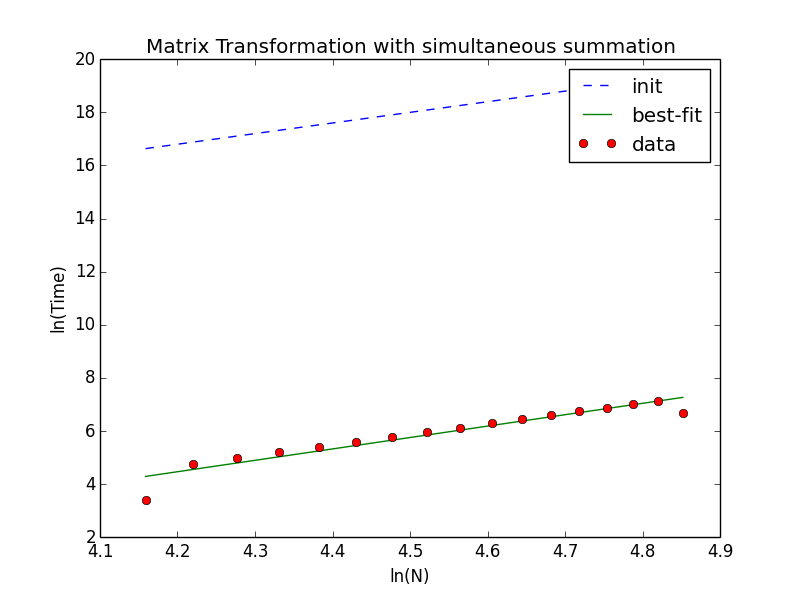 Matrix Transformation with simultaneous summation
20
18
16
14
12
10
8
6
4
2
ln(Time)
init
best-fit
data
4.1 4.2 4.3 4.4 4.5 4.6 4.7 4.8 4.9
ln(N)